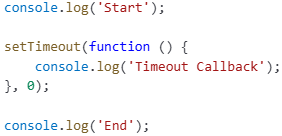 console.log('Start');
setTimeout(function () {
    console.log('Timeout Callback');
}, 0);
console.log('End');